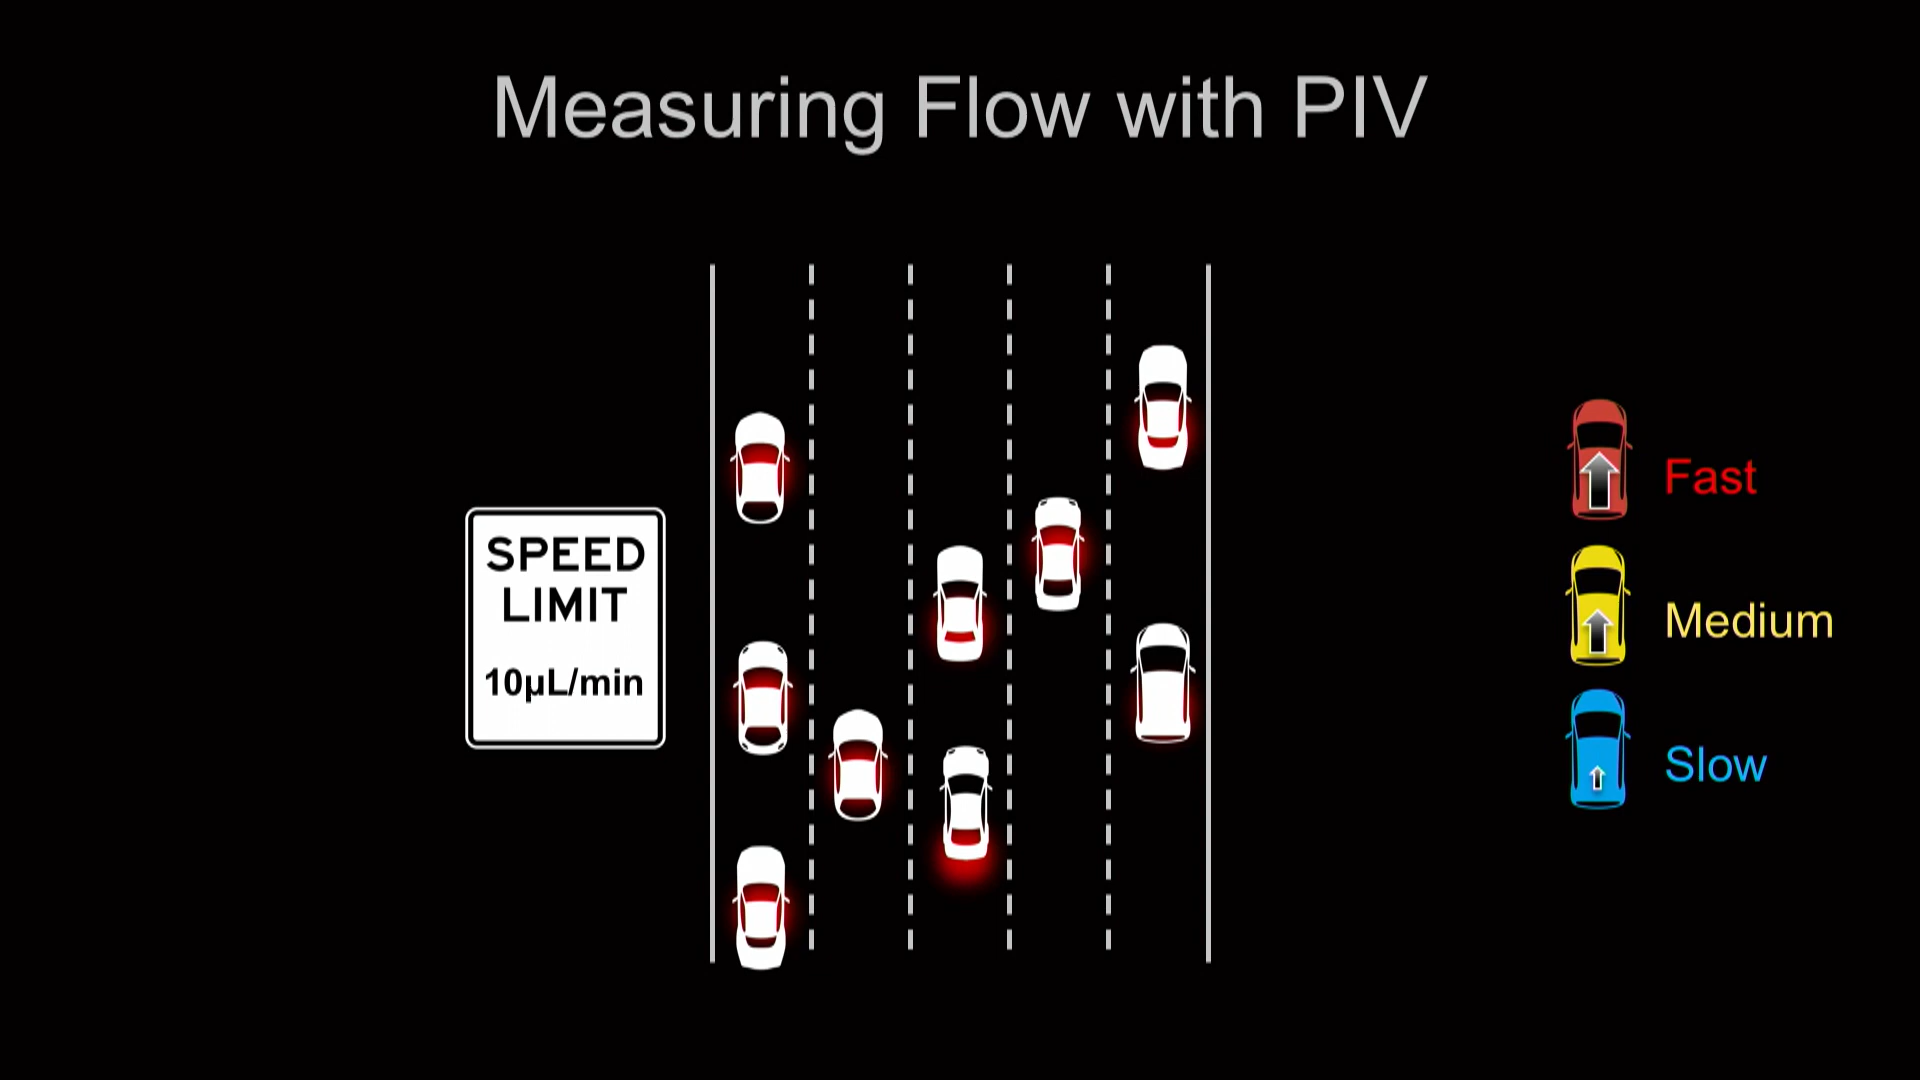 Measuring Flow with PIV
SPEED
LIMIT
10µL/min
Fast
Medium
Slow